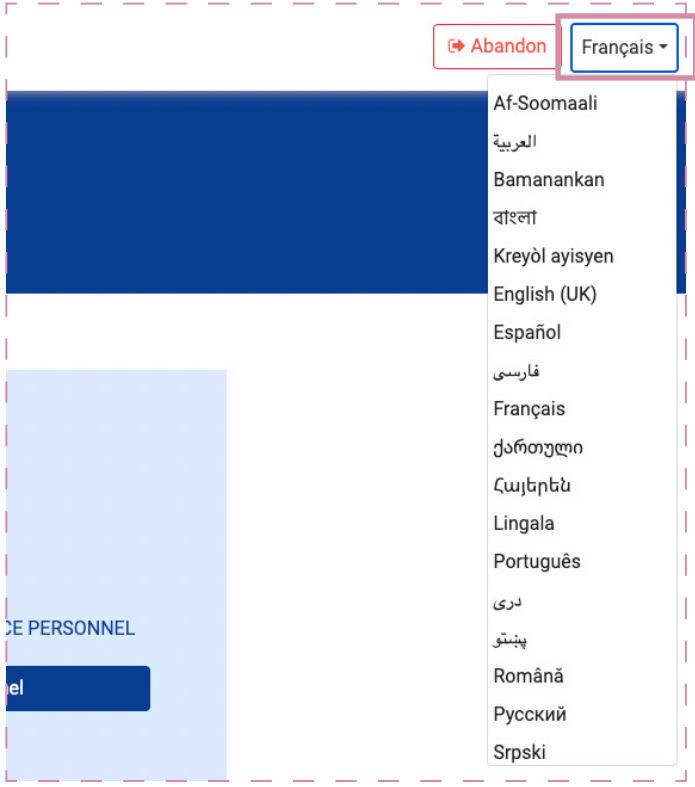 Abandon
Français
Af-Soomaali
العربية
Bamanankan
বাংলা
Kreyòl ayisyen
English (UK)
Español
فارسی
Français
ქართული
Հայերեն
Lingala
Português
دری
پښتو
Română
Русский
Srpski
CE PERSONNEL
nel